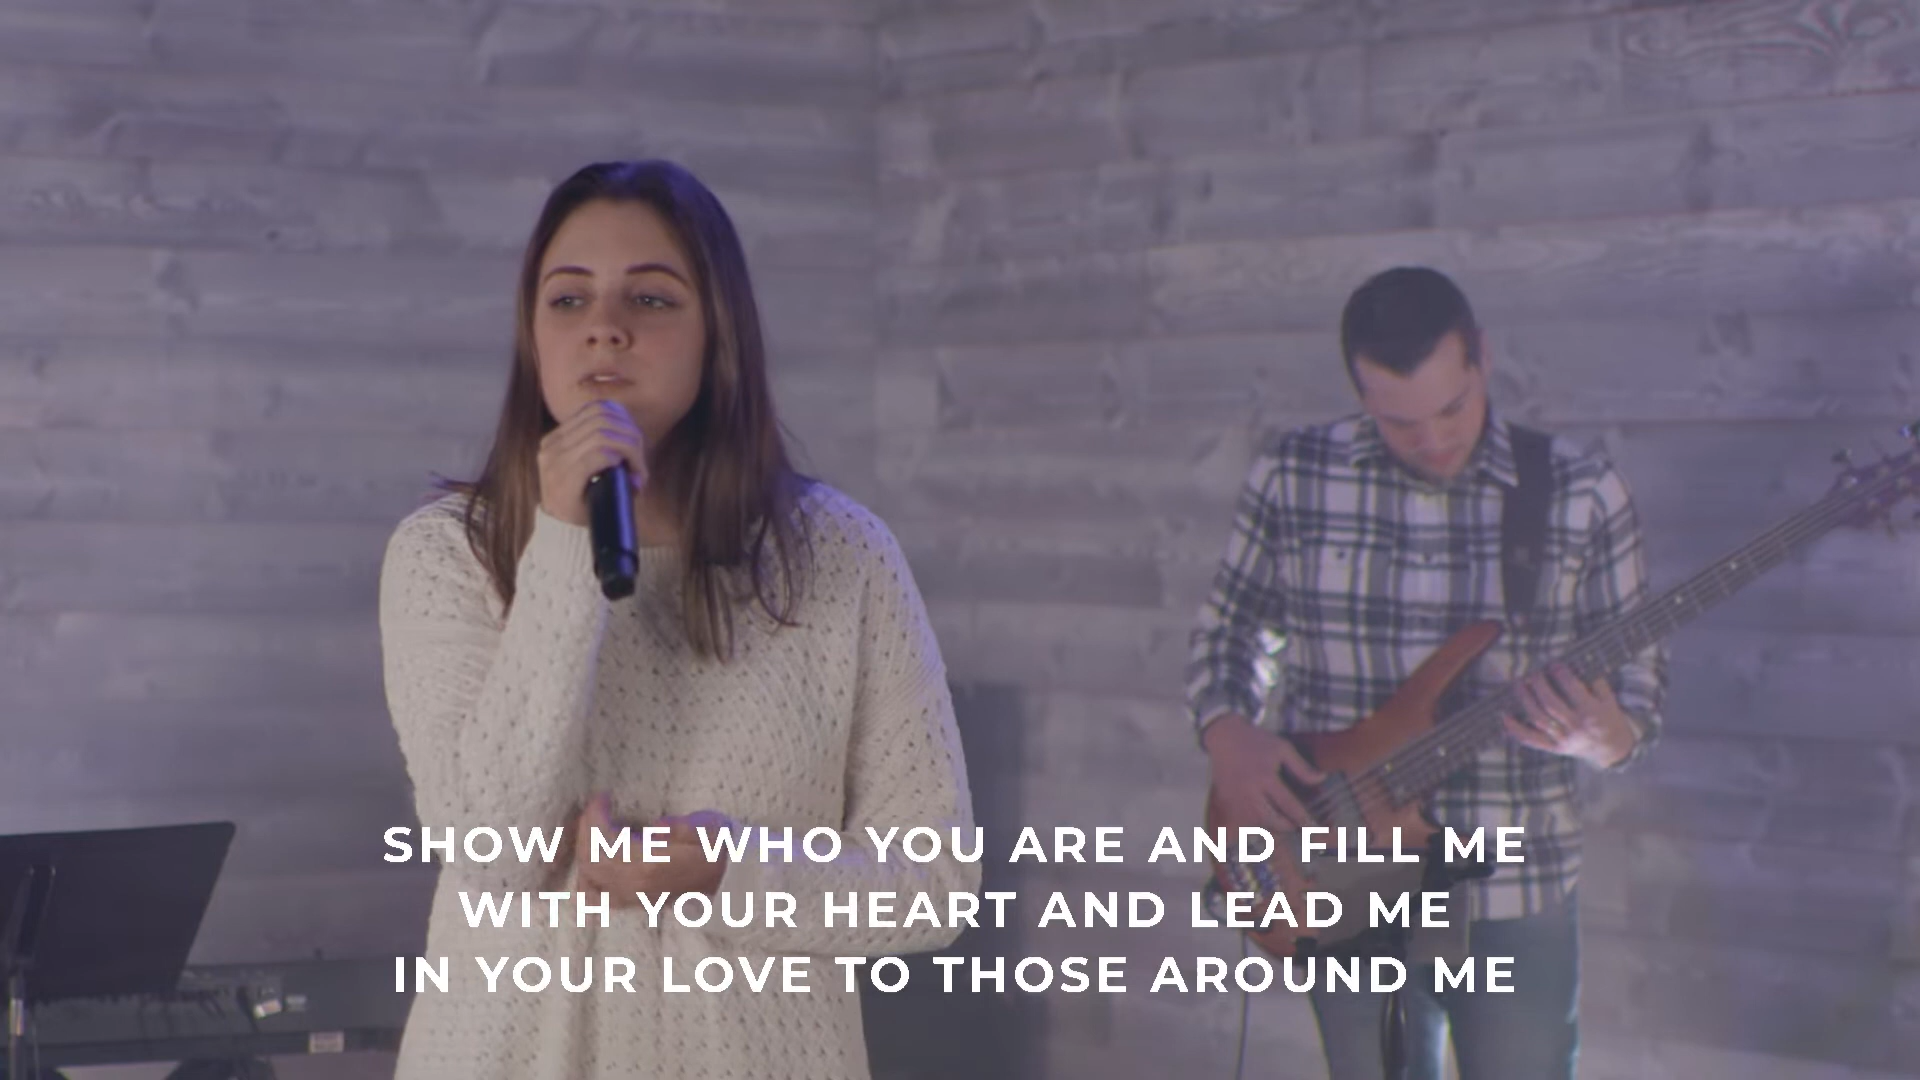 SHOW ME WHO YOU ARE AND FILL ME
WITH YOUR HEART AND LEAD ME
IN YOUR LOVE TO THOSE AROUND ME